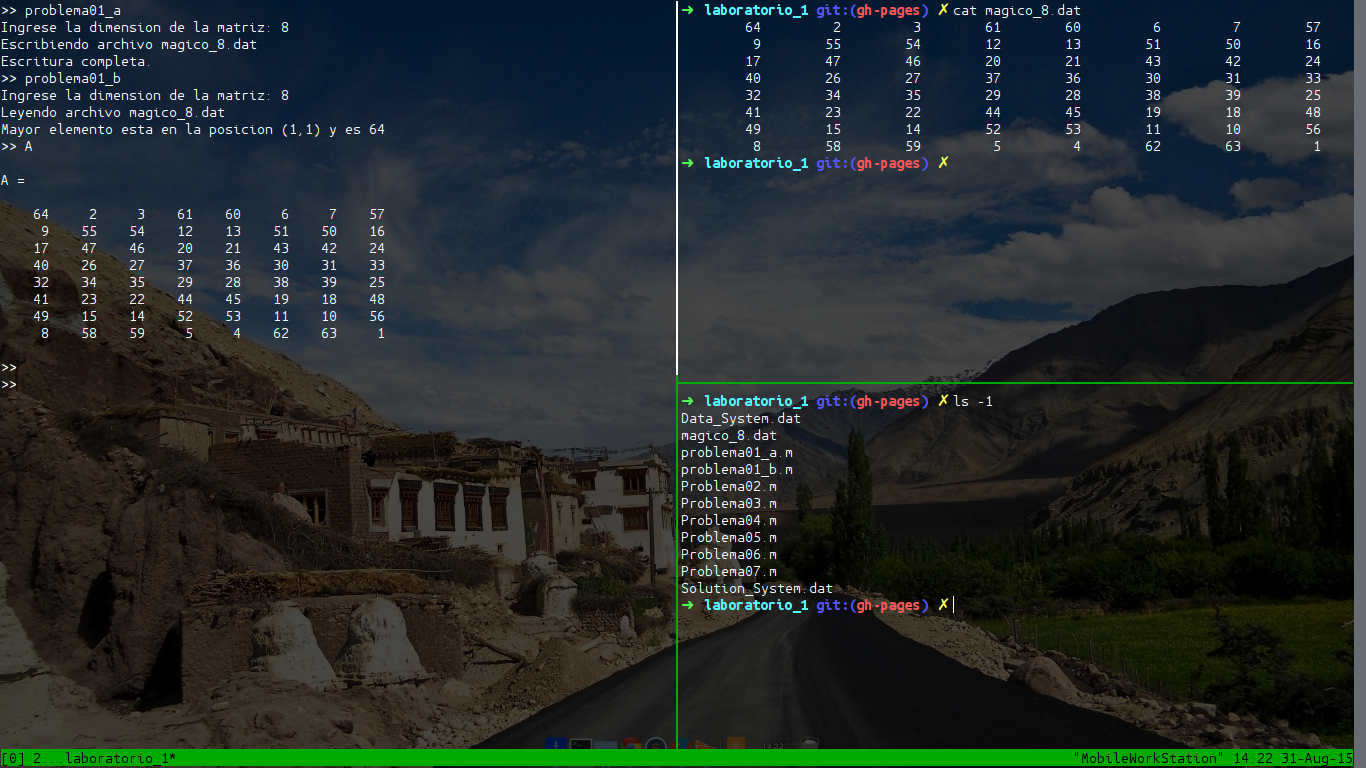 >> problema01_a
Ingrese la dimension de la matriz: 8
Escribiendo archivo magico_8.dat
Escritura completa.
>> problema01_b
Ingrese la dimension de la matriz: 8
Leyendo archivo magico_8.dat
Mayor elemento esta en la posicion (1,1) y es 64
>> A
A =
64 2 3 61 60 6 7 57
9 55 54 12 13 51 50 16
17 47 46 20 21 43 42 24
40 26 27 37 36 30 31 33
32 34 35 29 28 38 39 25
41 23 22 44 45 19 18 48
49 15 14 52 53 11 10 56
8 58 59 5 4 62 63 1
>>
>>
→ laboratorio_1 git:(gh-pages) ✗ cat magico_8.dat
64 2 3 61 60 6 7 57
9 55 54 12 13 51 50 16
17 47 46 20 21 43 42 24
40 26 27 37 36 30 31 33
32 34 35 29 28 38 39 25
41 23 22 44 45 19 18 48
49 15 14 52 53 11 10 56
8 58 59 5 4 62 63 1
→ laboratorio_1 git:(gh-pages) ✗
→ laboratorio_1 git:(gh-pages) ✗ ls -1
Data_System.dat
magico_8.dat
problema01_a.m
problema01_b.m
Problema02.m
Problema03.m
Problema04.m
Problema05.m
Problema06.m
Problema07.m
Solution_System.dat
→ laboratorio_1 git:(gh-pages) ✗
14:22
[0] 2...laboratorio_1* "MobileWorkStation" 14:22 31-Aug-15